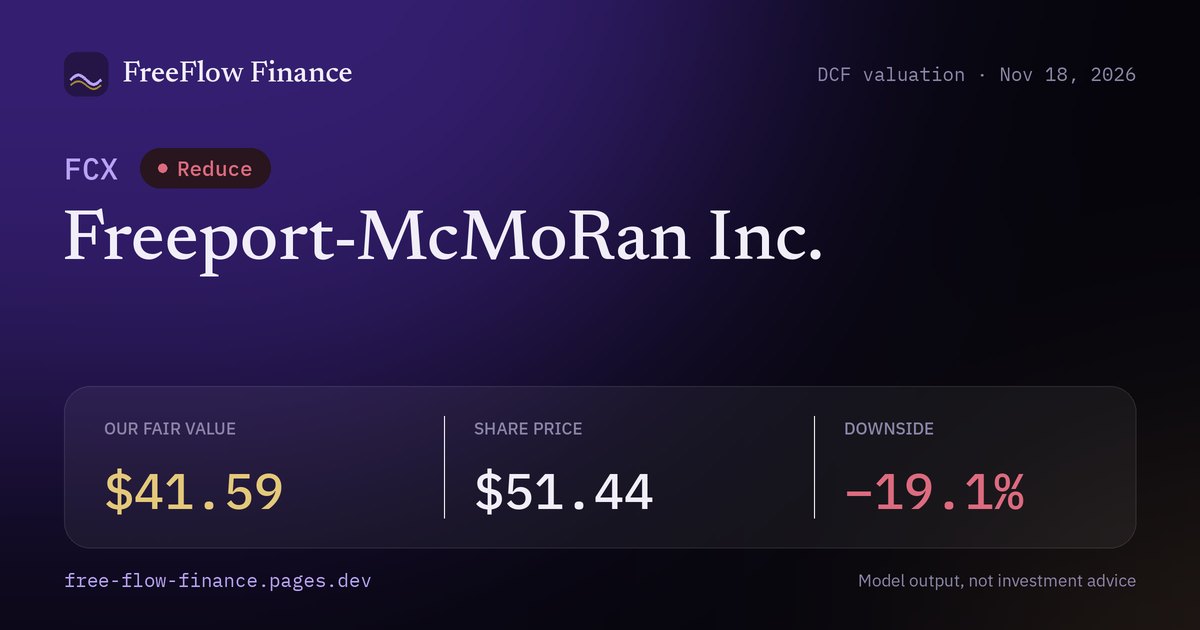 FreeFlow Finance
DCF valuation · Nov 18, 2026
FCX
Reduce
Freeport-McMoRan Inc.
OUR FAIR VALUE
$41.59
SHARE PRICE
$51.44
DOWNSIDE
−19.1%
free-flow-finance.pages.dev
Model output, not investment advice